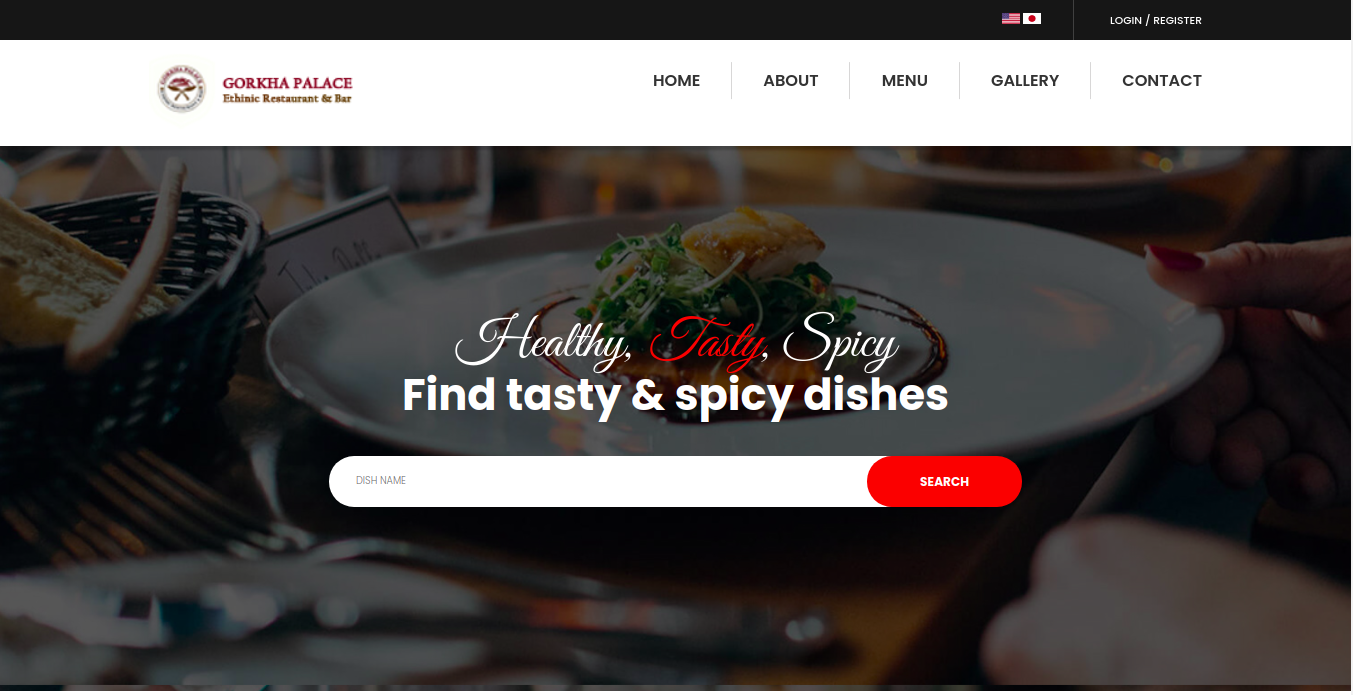 LOGIN / REGISTER
GORKHA PALACE
Ethinic Restaurant & Bar
HOME
ABOUT
MENU
GALLERY
CONTACT
Healthy, Tasty, Spicy
Find tasty & spicy dishes
DISH NAME
SEARCH